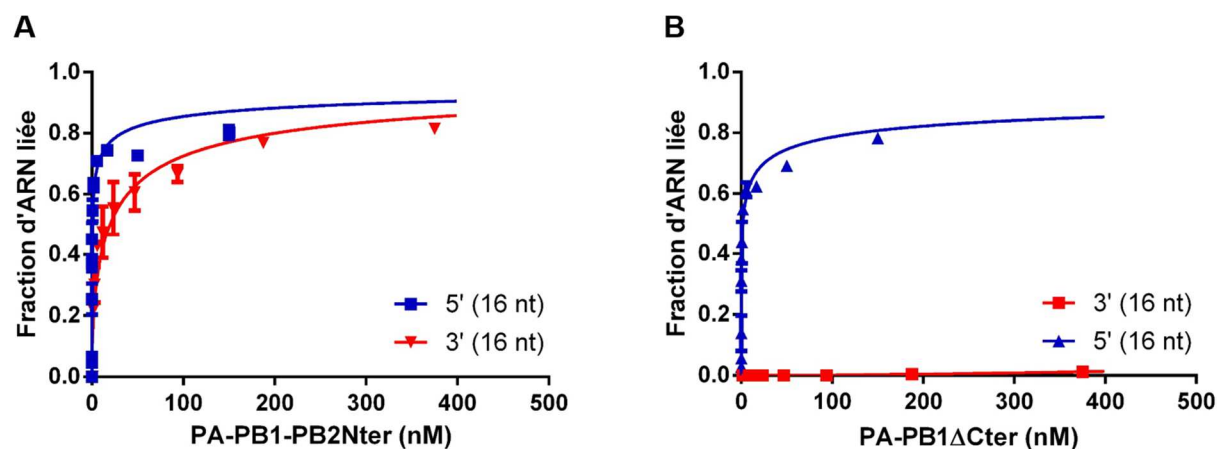 A
Fraction d'ARN liée
1.0
0.8
0.6
0.4
0.2
0.0
5' (16 nt)
3' (16 nt)
0 100 200 300 400 500
PA-PB1-PB2Nter (nM)
B
Fraction d'ARN liée
1.0
0.8
0.6
0.4
0.2
0.0
3' (16 nt)
5' (16 nt)
0 100 200 300 400 500
PA-PB1ΔCter (nM)